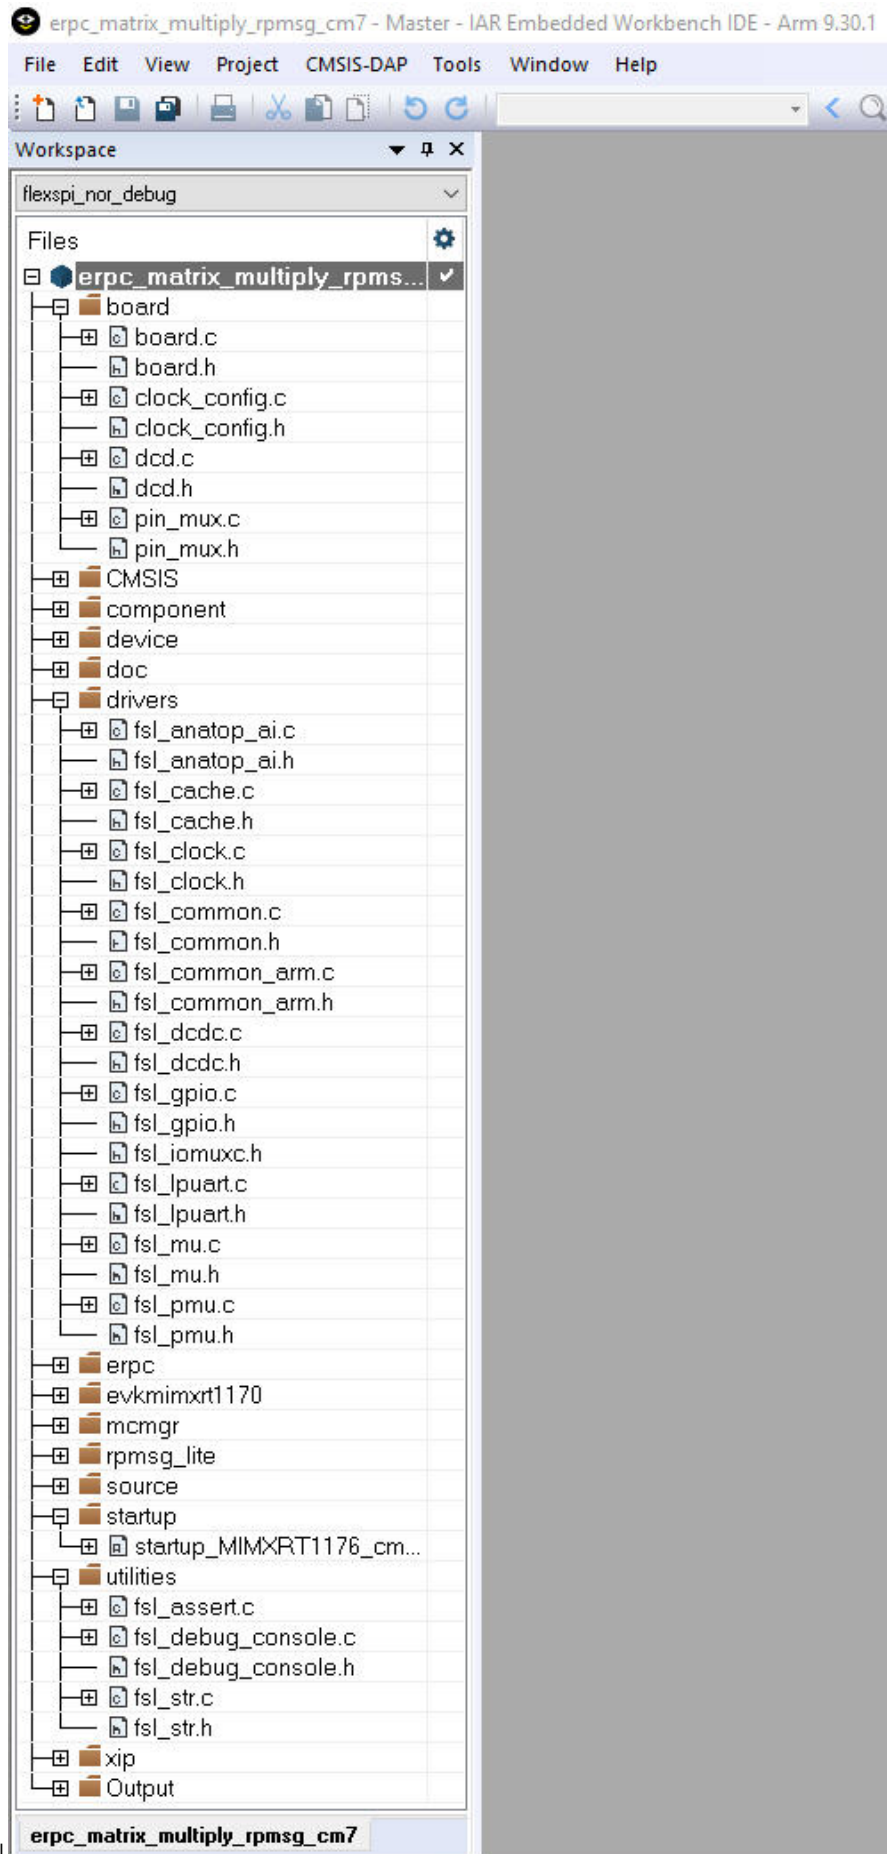 erpc_matrix_multiply_rpmsg_cm7 - Master - IAR Embedded Workbench IDE - Arm 9.30.1
File Edit View Project CMSIS-DAP Tools Window Help
Workspace
flexspi_nor_debug
Files
erpc_matrix_multiply_rpms...
board
board.c
board.h
clock_config.c
clock_config.h
dcd.c
dcd.h
pin_mux.c
pin_mux.h
CMSIS
component
device
doc
drivers
fsl_anatop_ai.c
fsl_anatop_ai.h
fsl_cache.c
fsl_cache.h
fsl_clock.c
fsl_clock.h
fsl_common.c
fsl_common.h
fsl_common_arm.c
fsl_common_arm.h
fsl_dcdc.c
fsl_dcdc.h
fsl_gpio.c
fsl_gpio.h
fsl_iomuxc.h
fsl_lpuart.c
fsl_lpuart.h
fsl_mu.c
fsl_mu.h
fsl_pmu.c
fsl_pmu.h
erpc
evkmimxrt1170
mcmgr
rpmsg_lite
source
startup
startup_MIMXRT1176_cm...
utilities
fsl_assert.c
fsl_debug_console.c
fsl_debug_console.h
fsl_str.c
fsl_str.h
xip
Output
erpc_matrix_multiply_rpmsg_cm7